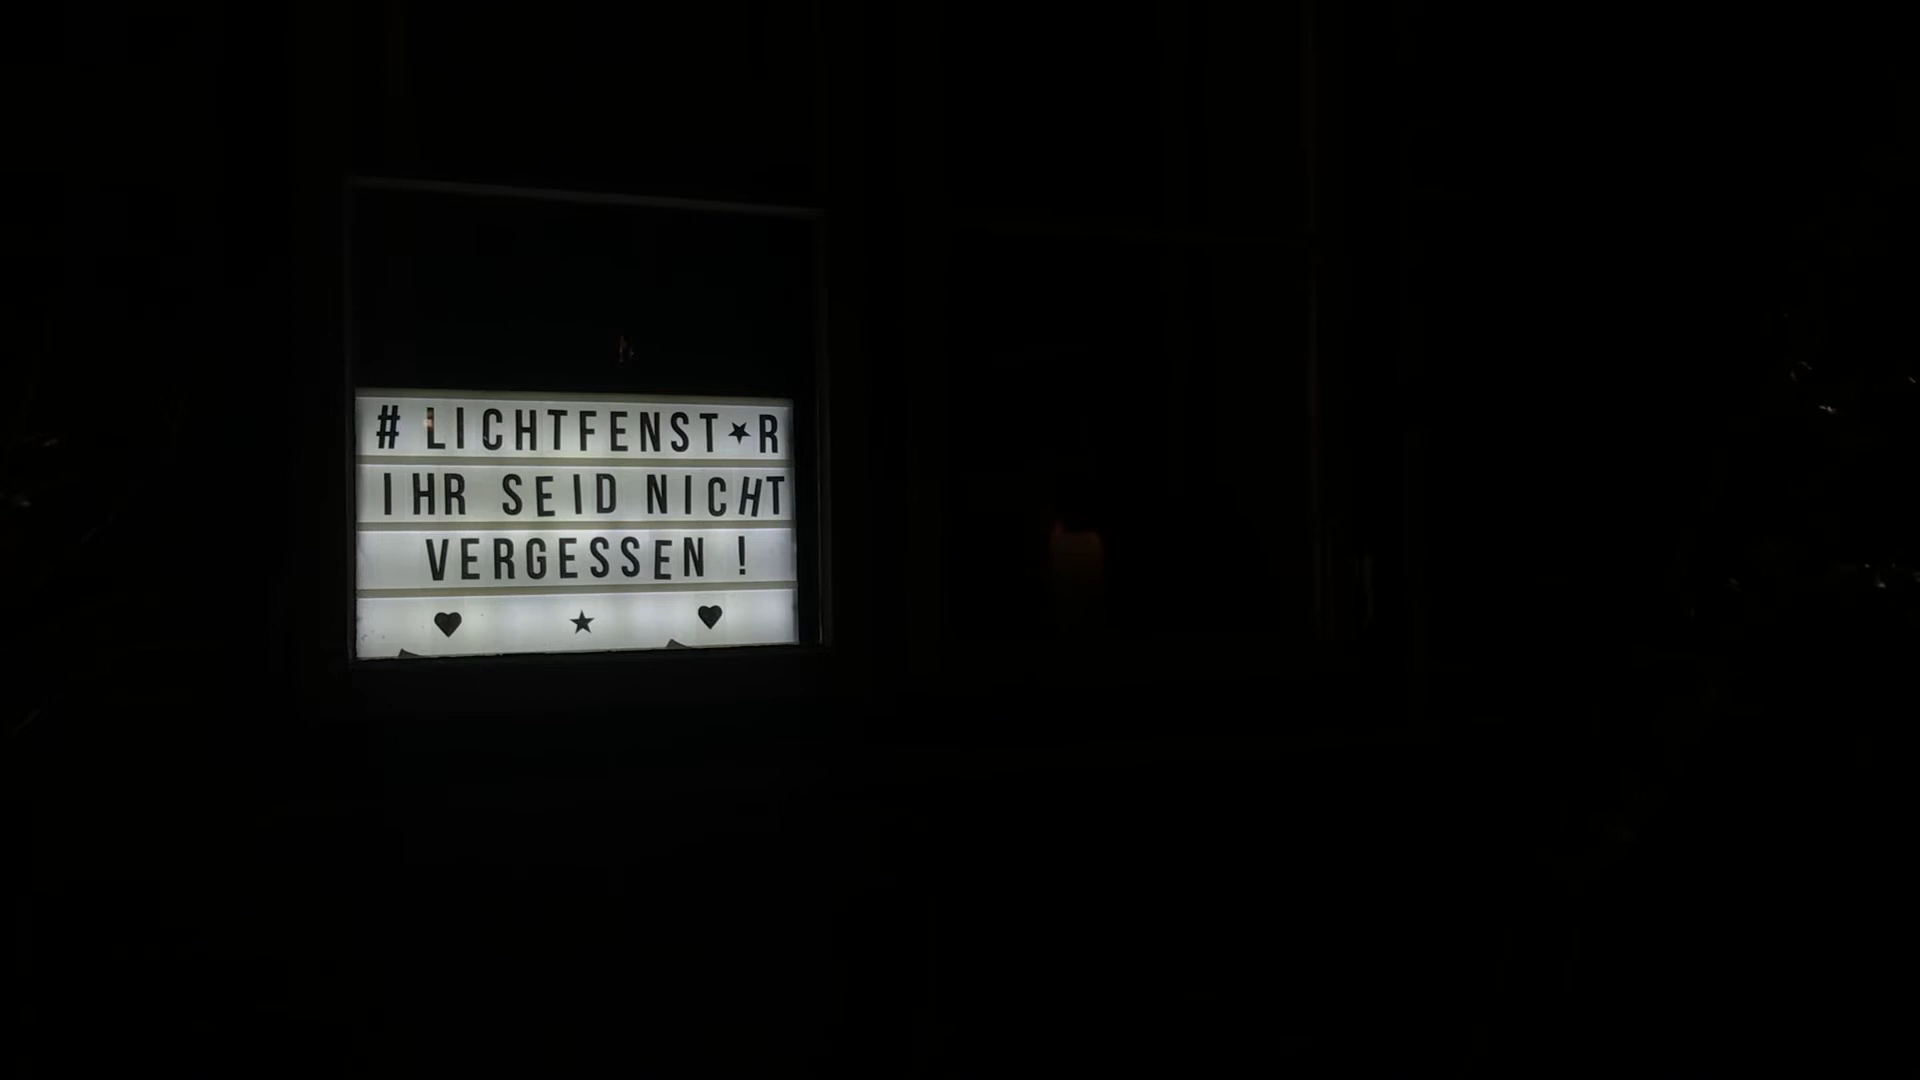 # LICHTFENST★R
IHR SEID NICHT
VERGESSEN !
♥ ★ ♥